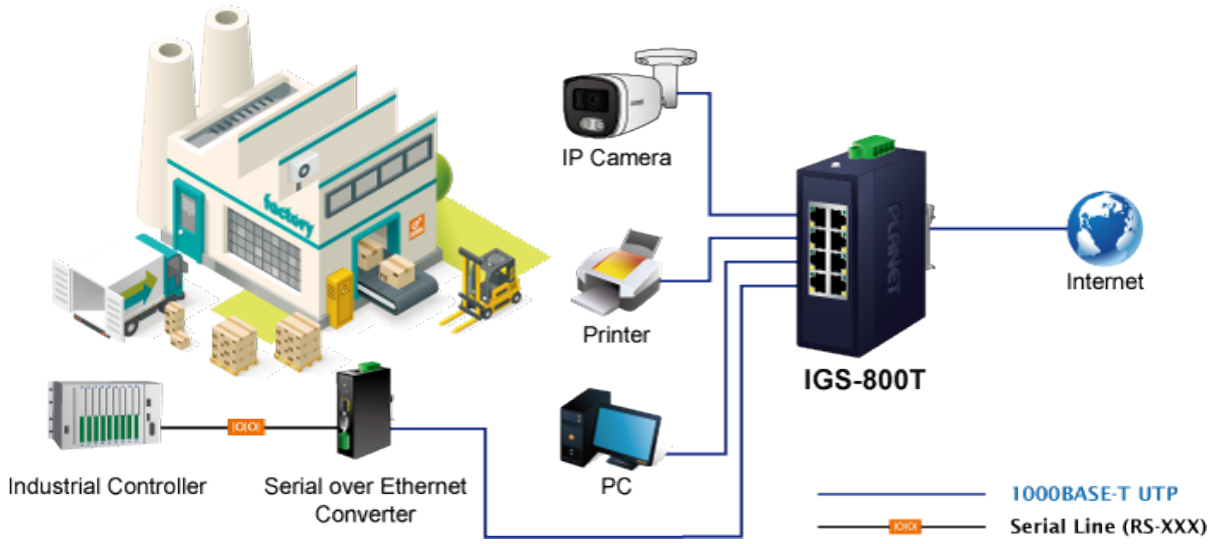 factory
IP Camera
Printer
PLANET
IGS-800T
Internet
Industrial Controller
Serial over Ethernet
Converter
PC
1000BASE-T UTP
Serial Line (RS-XXX)